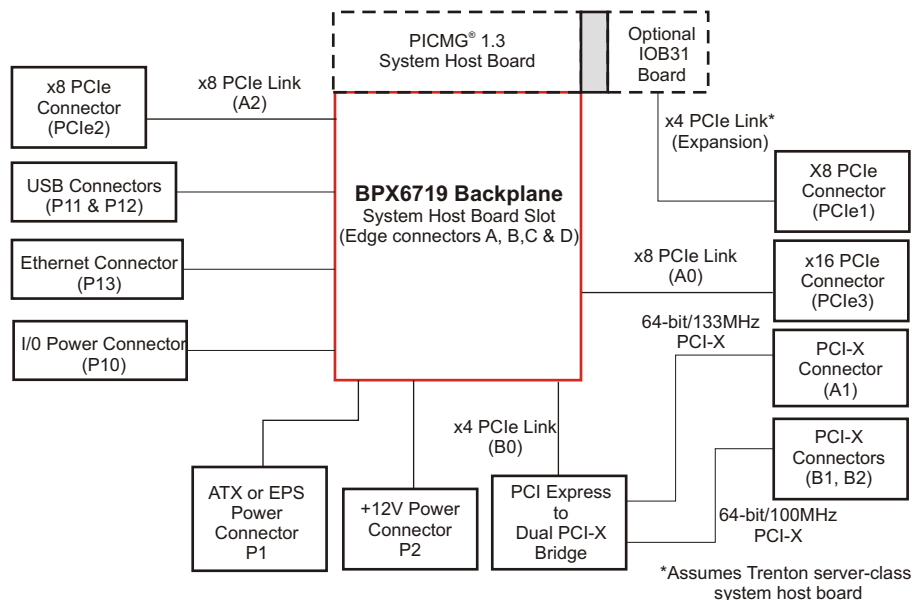 PICMG® 1.3
System Host Board
Optional
IOB31
Board
x8 PCIe
Connector
(PCIe2)
x8 PCIe Link
(A2)
x4 PCIe Link*
(Expansion)
X8 PCIe
Connector
(PCIe1)
USB Connectors
(P11 & P12)
BPX6719 Backplane
System Host Board Slot
(Edge connectors A, B,C & D)
Ethernet Connector
(P13)
x8 PCIe Link
(A0)
x16 PCIe
Connector
(PCIe3)
I/0 Power Connector
(P10)
64-bit/133MHz
PCI-X
PCI-X
Connector
(A1)
x4 PCIe Link
(B0)
PCI-X
Connectors
(B1, B2)
ATX or EPS
Power
Connector
P1
+12V Power
Connector
P2
PCI Express
to
Dual PCI-X
Bridge
64-bit/100MHz
PCI-X
*Assumes Trenton server-class
system host board